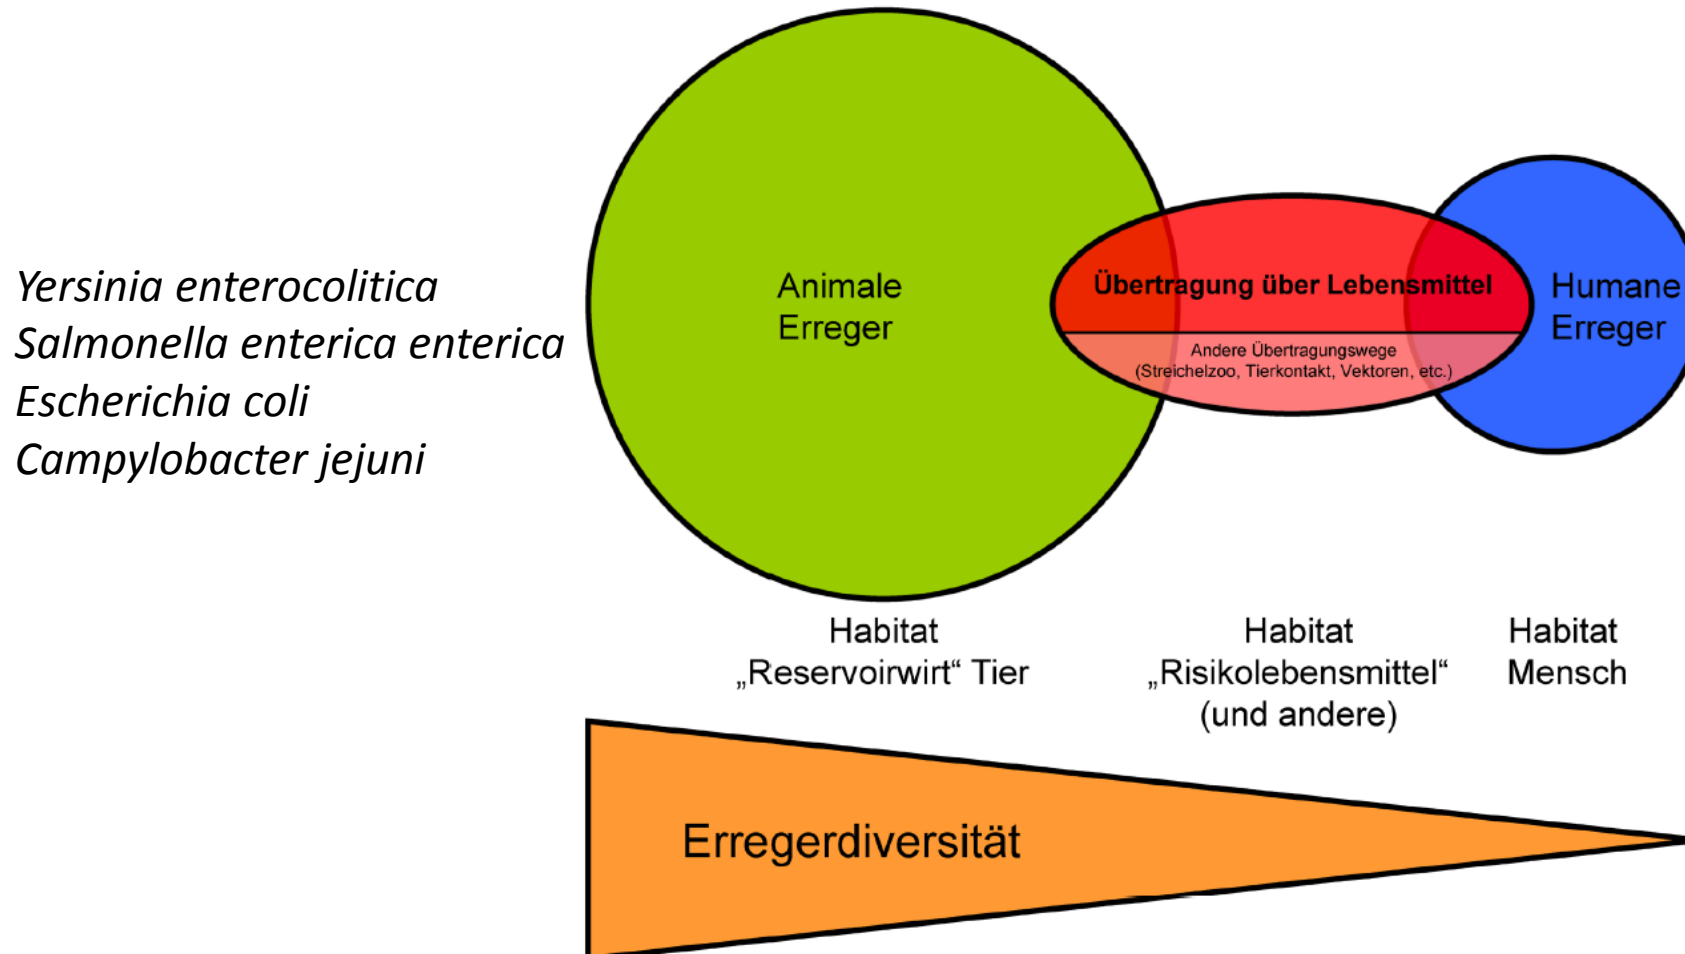 Yersinia enterocolitica
Salmonella enterica enterica
Escherichia coli
Campylobacter jejuni
Animale
Erreger
Übertragung über Lebensmittel
Andere Übertragungswege
(Streichelzoo, Tierkontakt, Vektoren, etc.)
Humane
Erreger
Habitat
„Reservoirwirt“ Tier
Habitat
„Risikolebensmittel“
(und andere)
Habitat
Mensch
Erregerdiversität